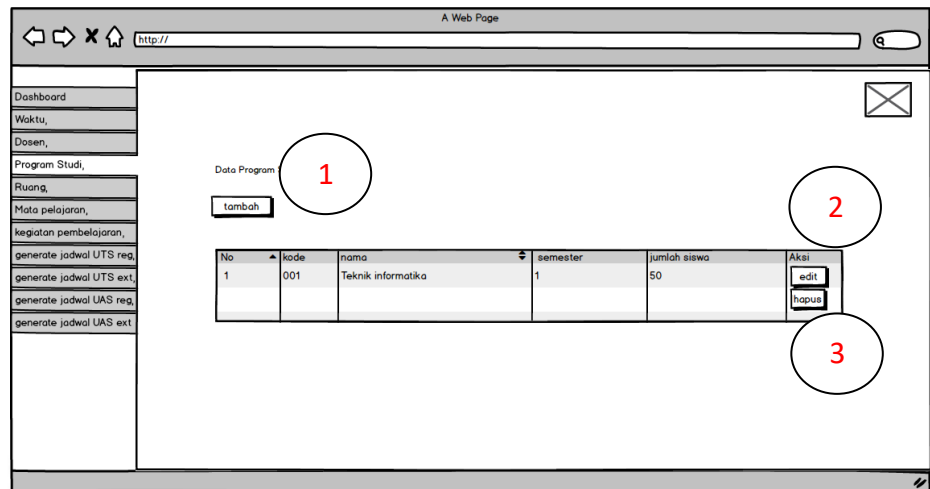 A Web Page
http://
Dashboard
Waktu,
Dosen,
Program Studi,
Ruang,
Mata pelajaran,
kegiatan pembelajaran,
generate jadwal UTS reg,
generate jadwal UTS ext,
generate jadwal UAS reg,
generate jadwal UAS ext
Data Program
1
tambah
2
No kode nama semester jumlah siswa Aksi
1 001 Teknik informatika 1 50 edit
hapus
3